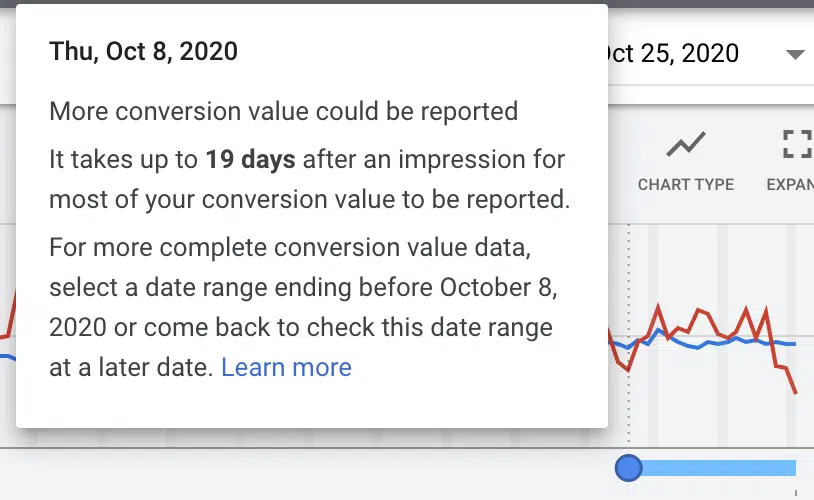 Thu, Oct 8, 2020
Oct 25, 2020
More conversion value could be reported
It takes up to 19 days after an impression for
most of your conversion value to be reported.
For more complete conversion value data,
select a date range ending before October 8,
2020 or come back to check this date range
at a later date. Learn more
CHART TYPE
EXPAN